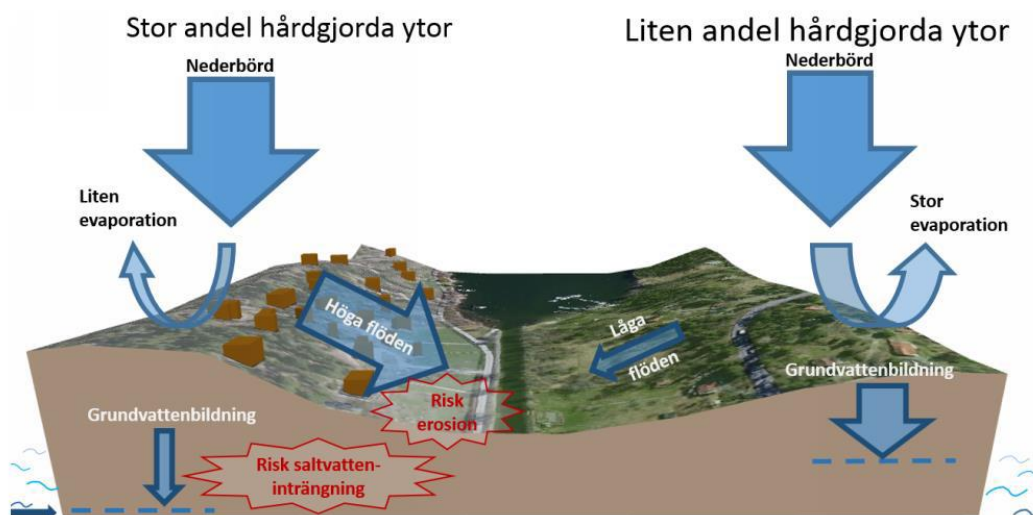 Stor andel hårdgjorda ytor
Nederbörd
Liten
evaporation
Höga flöden
Risk
erosion
Grundvattenbildning
Risk saltvatten-
inträngning
Liten andel hårdgjorda ytor
Nederbörd
Stor
evaporation
Låga
flöden
Grundvattenbildning